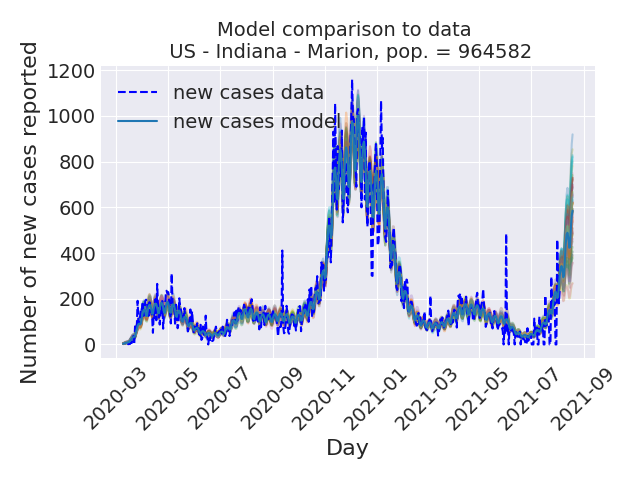 Model comparison to data
US - Indiana - Marion, pop. = 964582
Number of new cases reported
1200
1000
800
600
400
200
0
new cases data
new cases model
2020-03
2020-05
2020-07
2020-09
2020-11
2021-01
2021-03
2021-05
2021-07
2021-09
Day